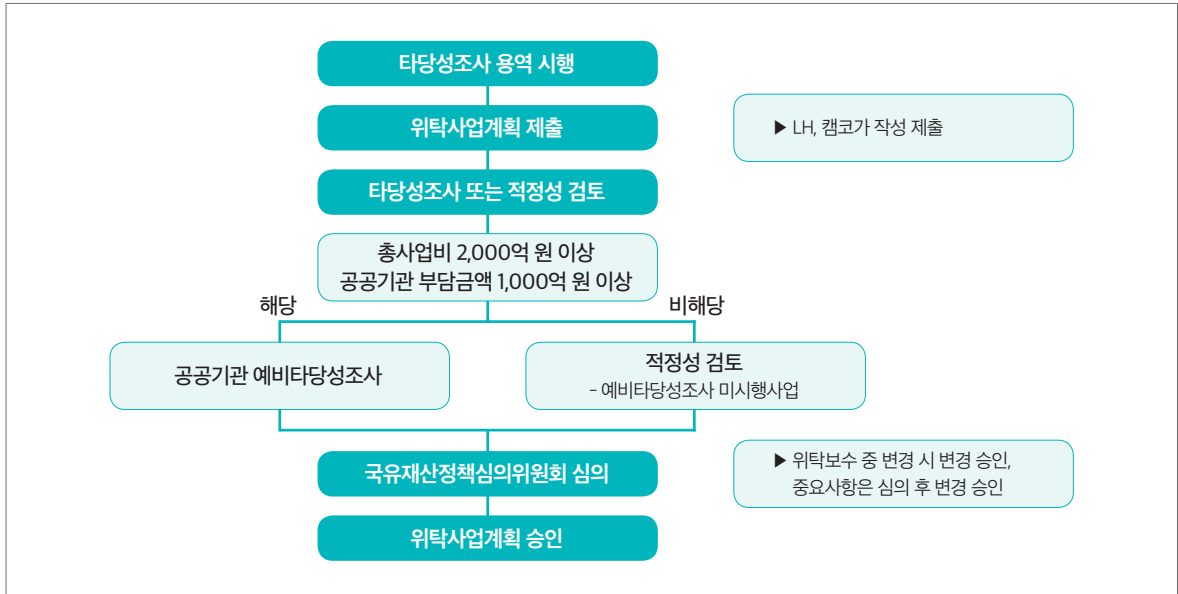 타당성조사 용역 시행
위탁사업계획 제출
▶ LH, 캠코가 작성 제출
타당성조사 또는 적정성 검토
총사업비 2,000억 원 이상
공공기관 부담금액 1,000억 원 이상
해당
비해당
공공기관 예비타당성조사
적정성 검토
- 예비타당성조사 미시행사업
국유재산정책심의위원회 심의
▶ 위탁보수 중 변경 시 변경 승인,
중요사항은 심의 후 변경 승인
위탁사업계획 승인